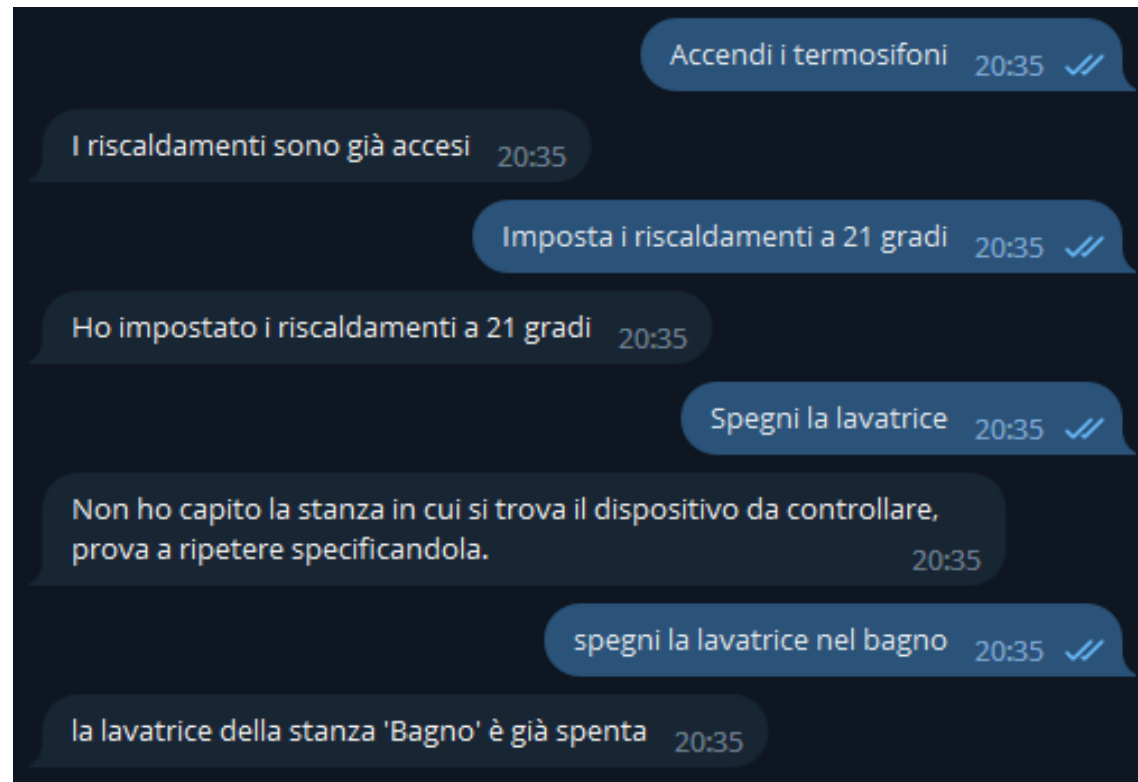 Accendi i termosifoni 20:35
I riscaldamenti sono già accesi 20:35
Imposta i riscaldamenti a 21 gradi 20:35
Ho impostato i riscaldamenti a 21 gradi 20:35
Spegni la lavatrice 20:35
Non ho capito la stanza in cui si trova il dispositivo da controllare,
prova a ripetere specificandola. 20:35
spegni la lavatrice nel bagno 20:35
la lavatrice della stanza 'Bagno' è già spenta 20:35